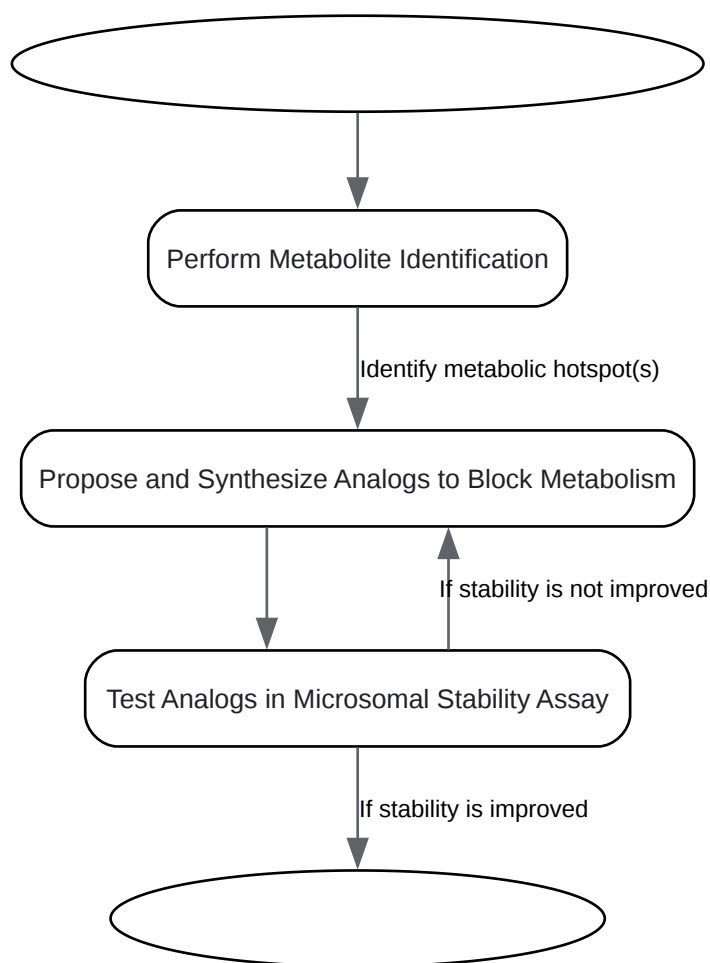 Perform Metabolite Identification
Identify metabolic hotspot(s)
Propose and Synthesize Analogs to Block Metabolism
If stability is not improved
Test Analogs in Microsomal Stability Assay
If stability is improved